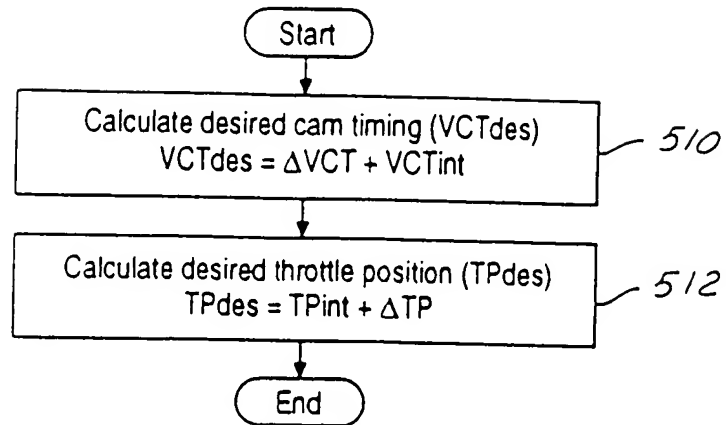 Start
Calculate desired cam timing (VCTdes)
VCTdes = ΔVCT + VCTint
510
Calculate desired throttle position (TPdes)
TPdes = TPint + ΔTP
512
End